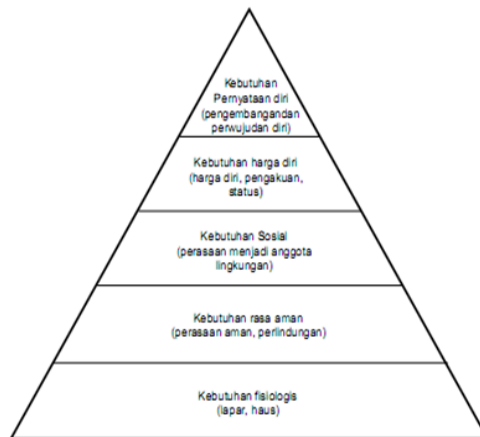 Kebutuhan
Pernyataan diri
(pengembangandan
perwujudan diri)
Kebutuhan harga diri
(harga diri, pengakuan,
status)
Kebutuhan Sosial
(perasaan menjadi anggota
lingkungan)
Kebutuhan rasa aman
(perasaan aman, perlindungan)
Kebutuhan fisiologis
(lapar, haus)